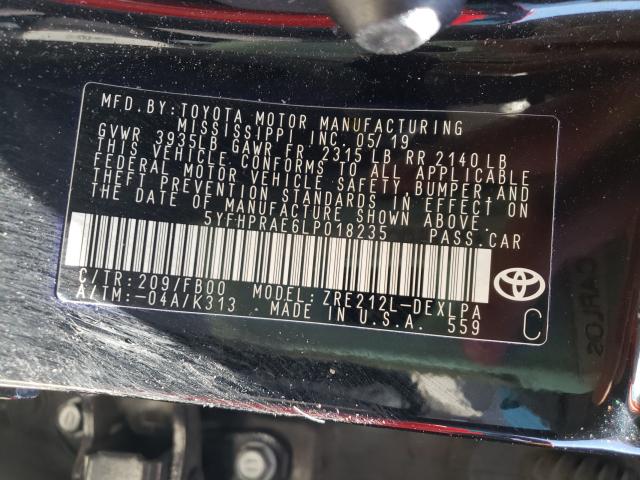 MFD. BY: TOYOTA MOTOR MANUFACTURING
MISSISSIPPI INC. 05/19
GVWR 3935LB GAWR FR 2315 LB RR 2140 LB
THIS VEHICLE CONFORMS TO ALL APPLICABLE
FEDERAL MOTOR VEHICLE SAFETY, BUMPER, AND
THEFT PREVENTION STANDARDS IN EFFECT ON
THE DATE OF MANUFACTURE SHOWN ABOVE.
5YFHPRAE6LP018235 PASS.CAR
C/TR: 209/FB00 MODEL: ZRE212L-DEXLPA
A/TM: -04A/K313 MADE IN U.S.A. 559
C
CARLOS